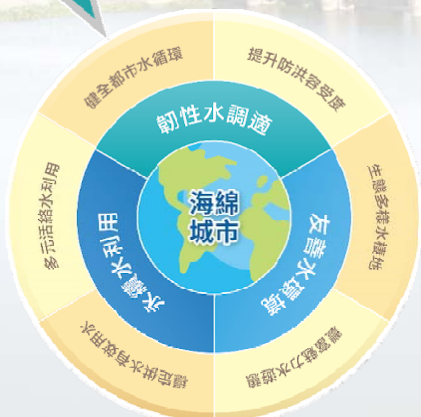 健全都市水循環
提升防洪容受度
韌性水調適
海綿
城市
多元活絡水利用
永續水利用
友善水環境
生態多樣水棲地
穩定供水有效用水
豐富魅力水遊憩